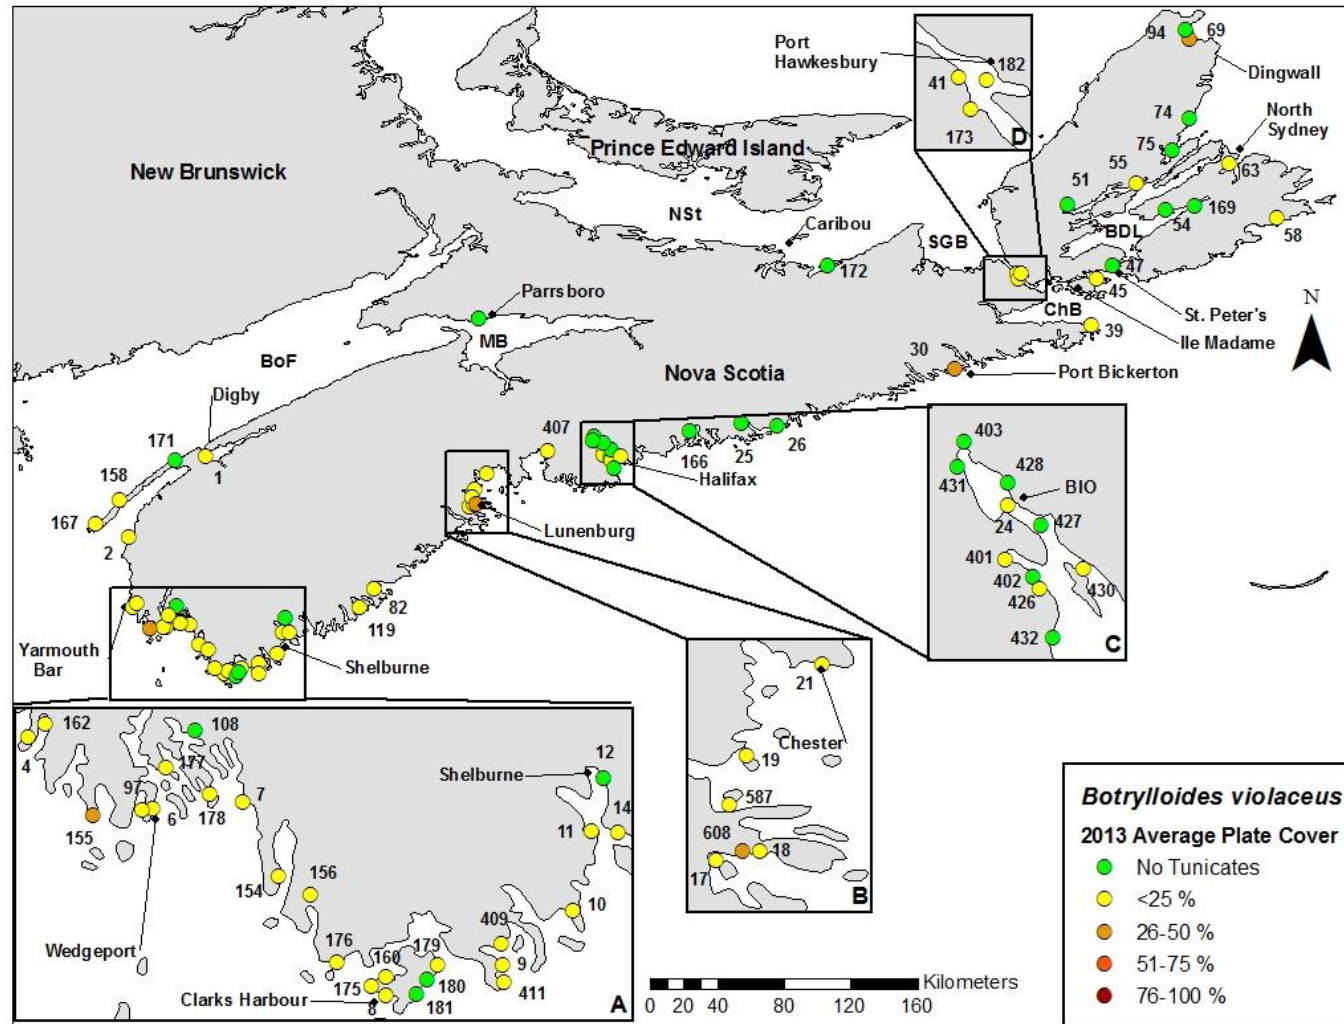 94
69
Port
Hawkesbury
182
41
173
D
Dingwall
74
North
Sydney
75
Prince Edward Island
New Brunswick
55
63
51
NSt
169
54
BDL
58
Caribou
SGB
172
47
45
ChB
St. Peter's
N
Ile Madame
39
Parrsboro
MB
BoF
30
Port Bickerton
Nova Scotia
Digby
407
171
1
166
25
26
Halifax
158
167
2
Lunenburg
403
428
431
BIO
24
427
401
402
430
426
432
C
82
119
Yarmouth
Bar
Shelburne
21
Chester
19
587
608
18
17
B
162
108
4
177
12
Shelburne
97
7
14
155
6
178
11
154
156
10
Wedgeport
409
176
160
179
9
175
180
411
Clarks Harbour
8
181
A
Botrylloides violaceus
2013 Average Plate Cover
No Tunicates
<25 %
26-50 %
51-75 %
76-100 %
Kilometers
0 20 40 80 120 160